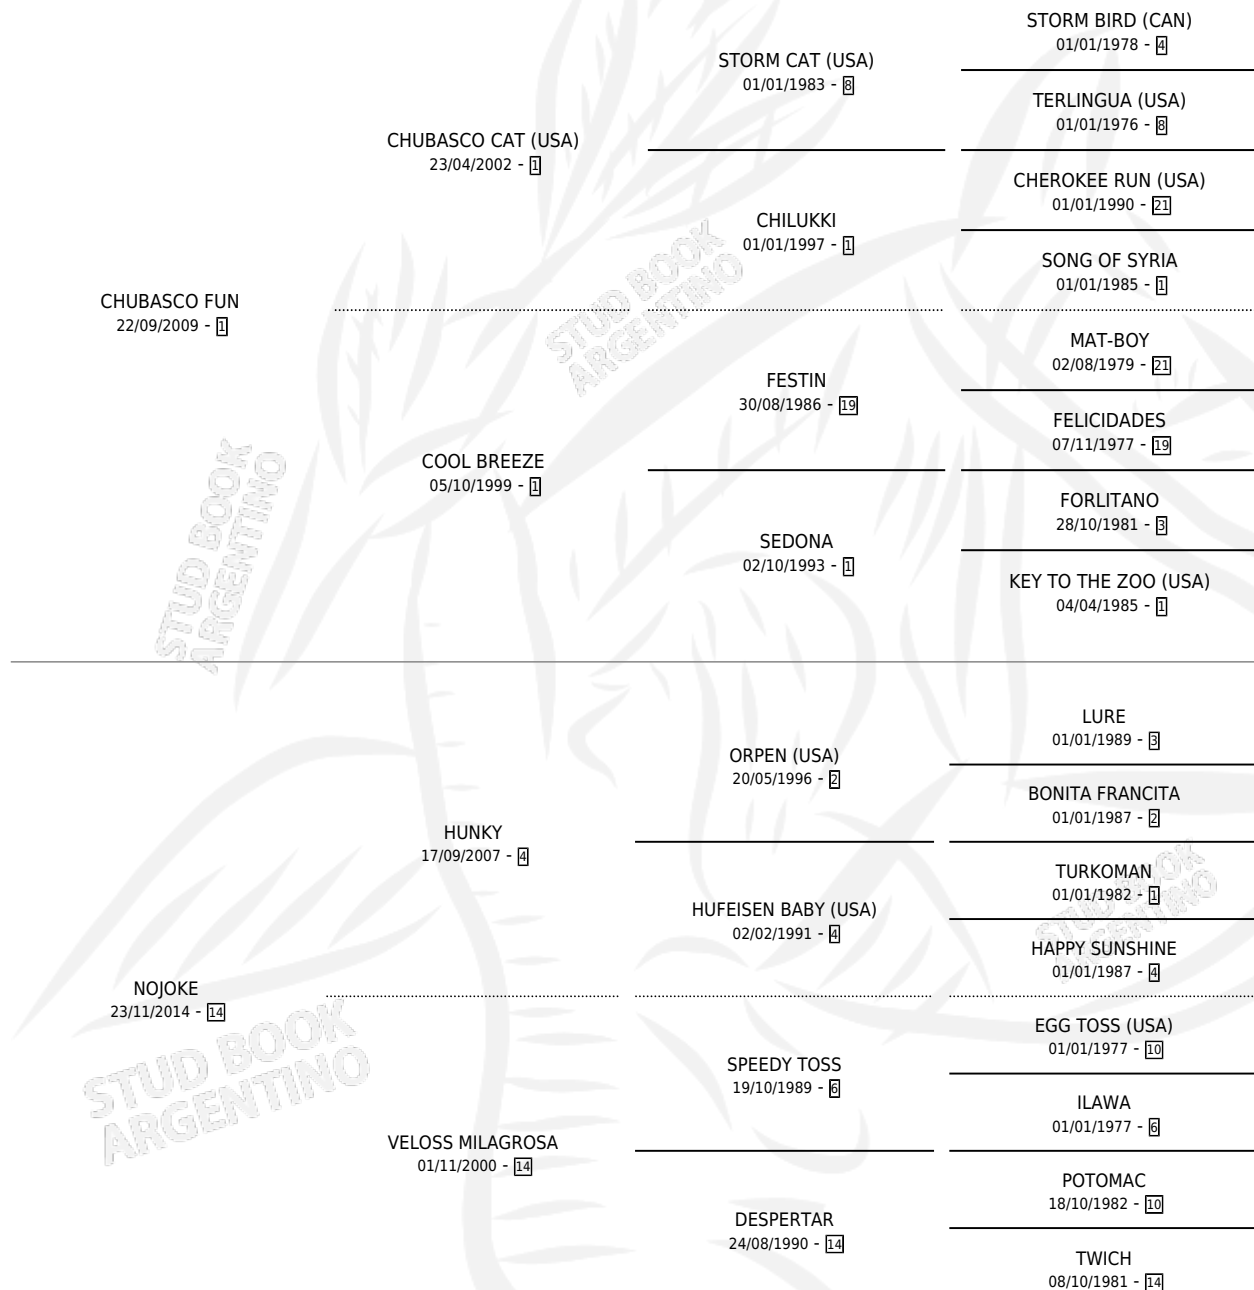 STORM BIRD (CAN)
01/01/1978 - 4
STORM CAT (USA)
01/01/1983 - 8
TERLINGUA (USA)
01/01/1976 - 8
CHUBASCO CAT (USA)
23/04/2002 - 1
CHEROKEE RUN (USA)
01/01/1990 - 21
CHILUKKI
01/01/1997 - 1
SONG OF SYRIA
01/01/1985 - 1
CHUBASCO FUN
22/09/2009 - 1
STUD BOOK
ARGENTINO
MAT-BOY
02/08/1979 - 21
FESTIN
30/08/1986 - 19
FELICIDADES
07/11/1977 - 19
COOL BREEZE
05/10/1999 - 1
FORLITANO
28/10/1981 - 3
SEDONA
02/10/1993 - 1
KEY TO THE ZOO (USA)
04/04/1985 - 1
STUD BOOK
ARGENTINO
LURE
01/01/1989 - 3
ORPEN (USA)
20/05/1996 - 2
BONITA FRANCITA
01/01/1987 - 2
HUNKY
17/09/2007 - 4
TURKOMAN
01/01/1982 - 1
HUFEISEN BABY (USA)
02/02/1991 - 4
HAPPY SUNSHINE
01/01/1987 - 4
STUD BOOK
ARGENTINO
NOJOKE
23/11/2014 - 14
EGG TOSS (USA)
01/01/1977 - 10
SPEEDY TOSS
19/10/1989 - 6
ILAWA
01/01/1977 - 6
STUD BOOK
ARGENTINO
VELOSS MILAGROSA
01/11/2000 - 14
POTOMAC
18/10/1982 - 10
DESPERTAR
24/08/1990 - 14
TWICH
08/10/1981 - 14